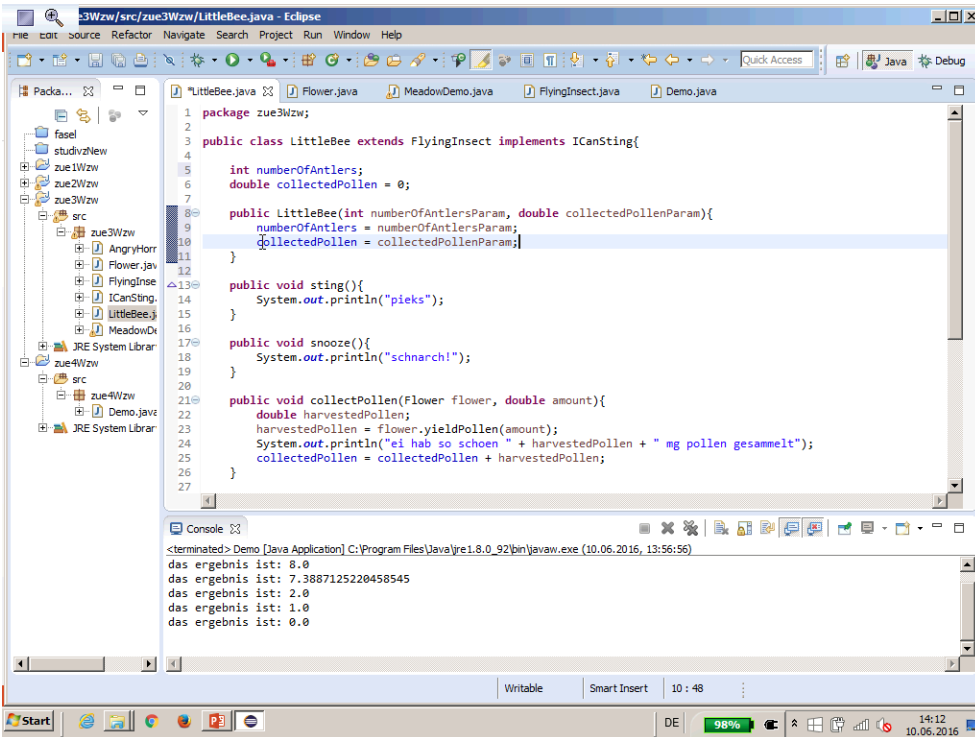 e3Wzw/src/zue3Wzw/LittleBee.java - Eclipse
File Edit Source Refactor Navigate Search Project Run Window Help
Quick Access
Java
Debug
Packa...
*LittleBee.java
Flower.java
MeadowDemo.java
FlyingInsect.java
Demo.java
fasel
studivzNew
zue1Wzw
zue2Wzw
zue3Wzw
src
zue3Wzw
AngryHorr
Flower.jav
FlyingInse
ICanSting.
LittleBee.j
MeadowDe
JRE System Librar
zue4Wzw
src
zue4Wzw
Demo.java
JRE System Librar
1 package zue3Wzw;
2
3 public class LittleBee extends FlyingInsect implements ICanSting{
4
5 int numberOfAntlers;
6 double collectedPollen = 0;
7
8 public LittleBee(int numberOfAntlersParam, double collectedPollenParam){
9 numberOfAntlers = numberOfAntlersParam;
10 collectedPollen = collectedPollenParam;
11 }
12
13 public void sting(){
14 System.out.println("pieks");
15 }
16
17 public void snooze(){
18 System.out.println("schnarch!");
19 }
20
21 public void collectPollen(Flower flower, double amount){
22 double harvestedPollen;
23 harvestedPollen = flower.yieldPollen(amount);
24 System.out.println("ei hab so schoen " + harvestedPollen + " mg pollen gesammelt");
25 collectedPollen = collectedPollen + harvestedPollen;
26 }
27
Console
<terminated> Demo [Java Application] C:\Program Files\Java\jre1.8.0_92\bin\javaw.exe (10.06.2016, 13:56:56)
das ergebnis ist: 8.0
das ergebnis ist: 7.3887125220458545
das ergebnis ist: 2.0
das ergebnis ist: 1.0
das ergebnis ist: 0.0
Writable
Smart Insert
10 : 48
Start
DE
98%
14:12
10.06.2016